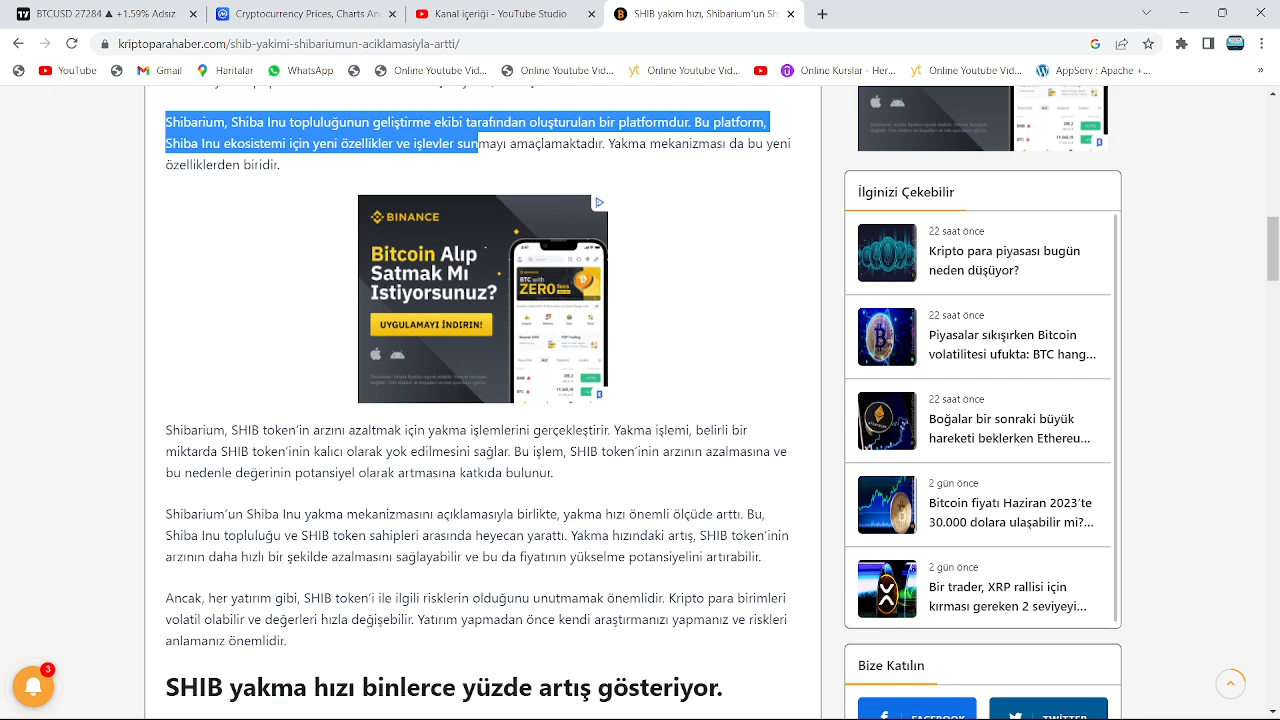 BTCUSD 27284 ▲ +1.59% Adsız
Cryptocurrency Prices, Charts And
Kanal içeriği - YouTube Studio
SHIB yakım hızı, Shibarium'un Shi
kriptoparahaber.com/shib-yakimi-shibariumun-aciklamasiyla-artti/
YouTube
Gmail
Haritalar
WhatsApp
Online Youtube Vid...
Online Youtube Vid...
Online Youtube Vid...
Toplantıslar - Her...
Online Youtube Vid...
AppServ : Apache + ...
»
Shibarium, Shiba Inu topluluğu ve geliştirme ekibi tarafından oluşturulan bir platformdur. Bu platform,
Shiba Inu ekosistemi için yeni özellikler ve işlevler sunmayı amaçlamaktadır. Yakım mekanizması da bu yeni
özelliklerden biridir.
BINANCE
Bitcoin Alıp
Satmak Mı
İstiyorsunuz?
UYGULAMAYI İNDİRİN!
BTC with
ZERO
Shibarium, SHIB token'in arzını azaltmak için yakma işlemlerini gerçekleştirir. Yakma işlemi, belirli bir
miktarda SHIB token'inin kalıcı olarak yok edilmesini sağlar. Bu işlem, SHIB token'inin arzının azalmasına ve
bu nedenle değerinin potansiyel olarak artmasına katkıda bulunur.
Shibarium'un Shiba Inu yakma mekanizmasını açıklamasıyla birlikte, yakma hızı önemli ölçüde arttı. Bu,
Shiba Inu topluluğu ve SHIB token sahipleri arasında heyecan yarattı. Yakma hızındaki artış, SHIB token'inin
arzının daha hızlı bir şekilde azalmasını sağlayabilir ve bu da fiyatının yükselme potansiyelini artırabilir.
Ancak, her yatırım gibi, SHIB token'i ile ilgili risklerin olduğunu unutmamak önemlidir. Kripto para birimleri
volatil olabilir ve değerleri hızla değişebilir. Yatırım yapmadan önce kendi araştırmanızı yapmanız ve riskleri
anlamanız önemlidir.
SHIB yakma hızı binlerce yüzde artış gösteriyor.
3
İlginizi Çekebilir
22 saat önce
Kripto para piyasası bugün
neden düştü?
22 saat önce
Piyasalar sıkışırken Bitcoin
volatilitesi buharlaştı. BTC hang...
22 saat önce
Boğalar bir sonraki büyük
hareketi beklerken Ethereu...
2 gün önce
Bitcoin fiyatı Haziran 2023'te
30.000 dolara ulaşabilir mi?...
2 gün önce
Bir trader, XRP rallisi için
kırması gereken 2 seviyeyi...
Bize Katılın
FACEBOOK
TWITTER